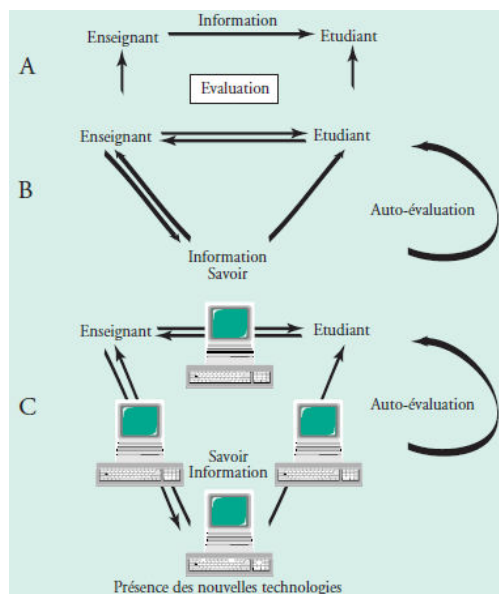 Information
Enseignant Etudiant
A
Evaluation
Enseignant Etudiant
B
Auto-évaluation
Information
Savoir
Enseignant Etudiant
C
Auto-évaluation
Savoir
Information
Présence des nouvelles technologies